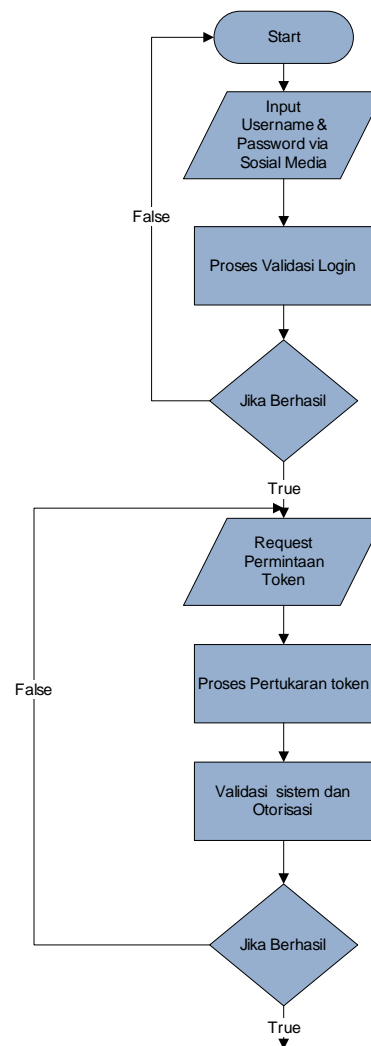 Start
Input
Username &
Password via
Sosial Media
False
Proses Validasi Login
Jika Berhasil
True
Request
Permintaan
Token
False
Proses Pertukaran token
Validasi sistem dan
Otorisasi
Jika Berhasil
True